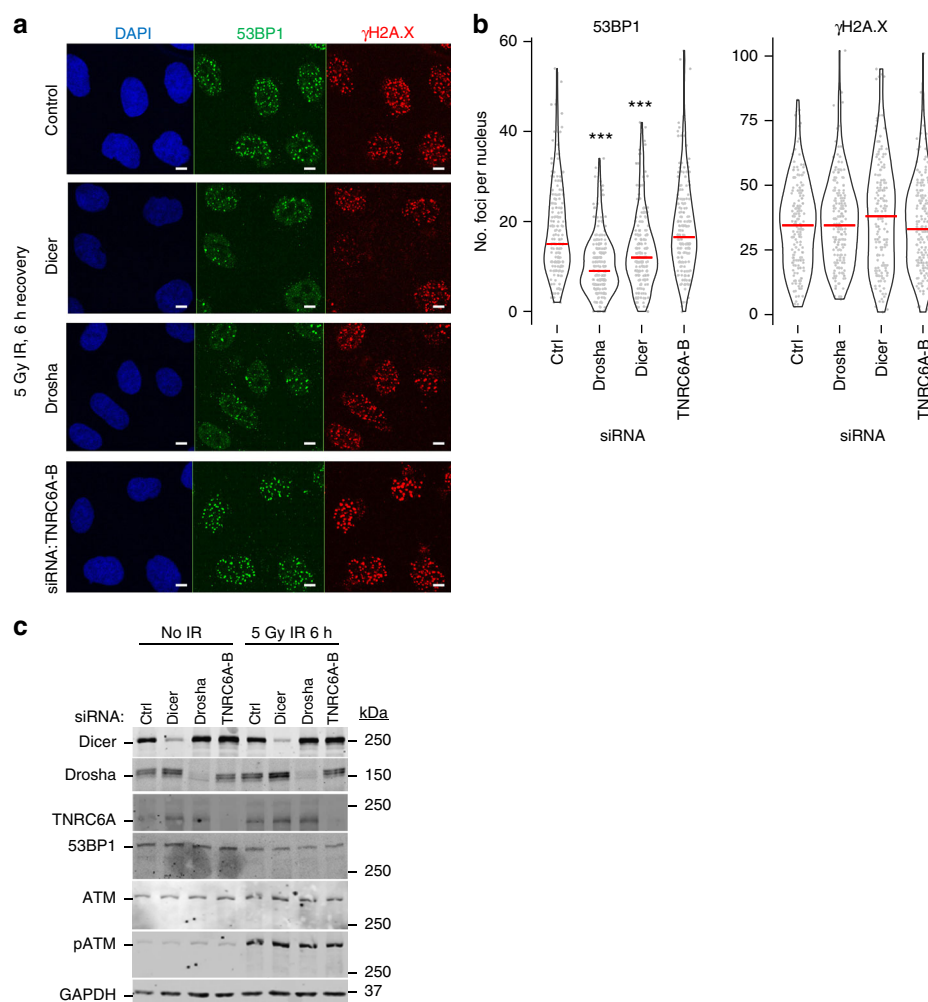 a
DAPI 53BP1 γH2A.X
5 Gy IR, 6 h recovery
Control
Dicer
Drosha
siRNA:TNRC6A-B
b
53BP1
No. foci per nucleus
60
40
20
0
***
***
Ctrl
Drosha
Dicer
TNRC6A-B
siRNA
γH2A.X
100
75
50
25
0
Ctrl
Drosha
Dicer
TNRC6A-B
siRNA
c
No IR 5 Gy IR 6 h
siRNA: Ctrl Dicer Drosha TNRC6A-B Ctrl Dicer Drosha TNRC6A-B kDa
Dicer 250
Drosha 150
250
TNRC6A
53BP1
250
ATM
250
pATM
250
GAPDH 37